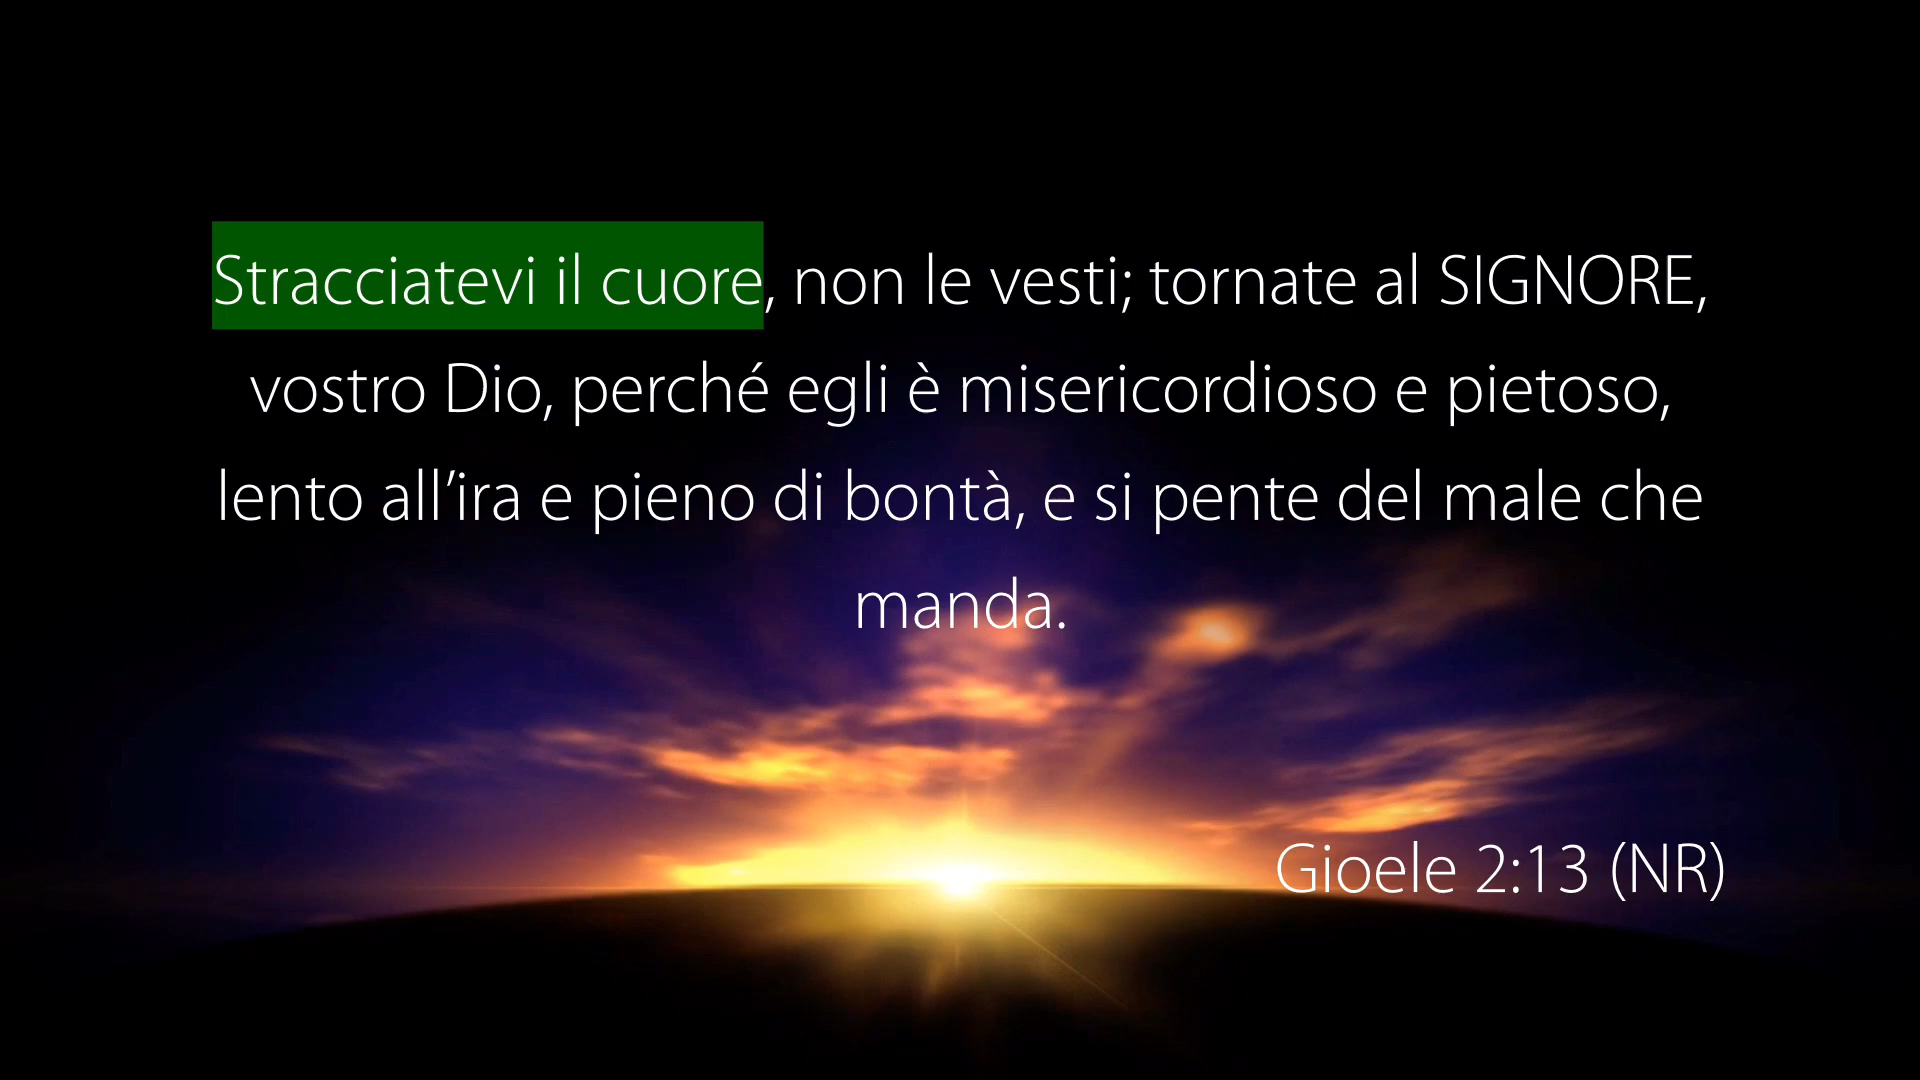 Stracciatevi il cuore, non le vesti; tornate al SIGNORE,
vostro Dio, perché egli è misericordioso e pietoso,
lento all’ira e pieno di bontà, e si pente del male che
manda.
Gioele 2:13 (NR)